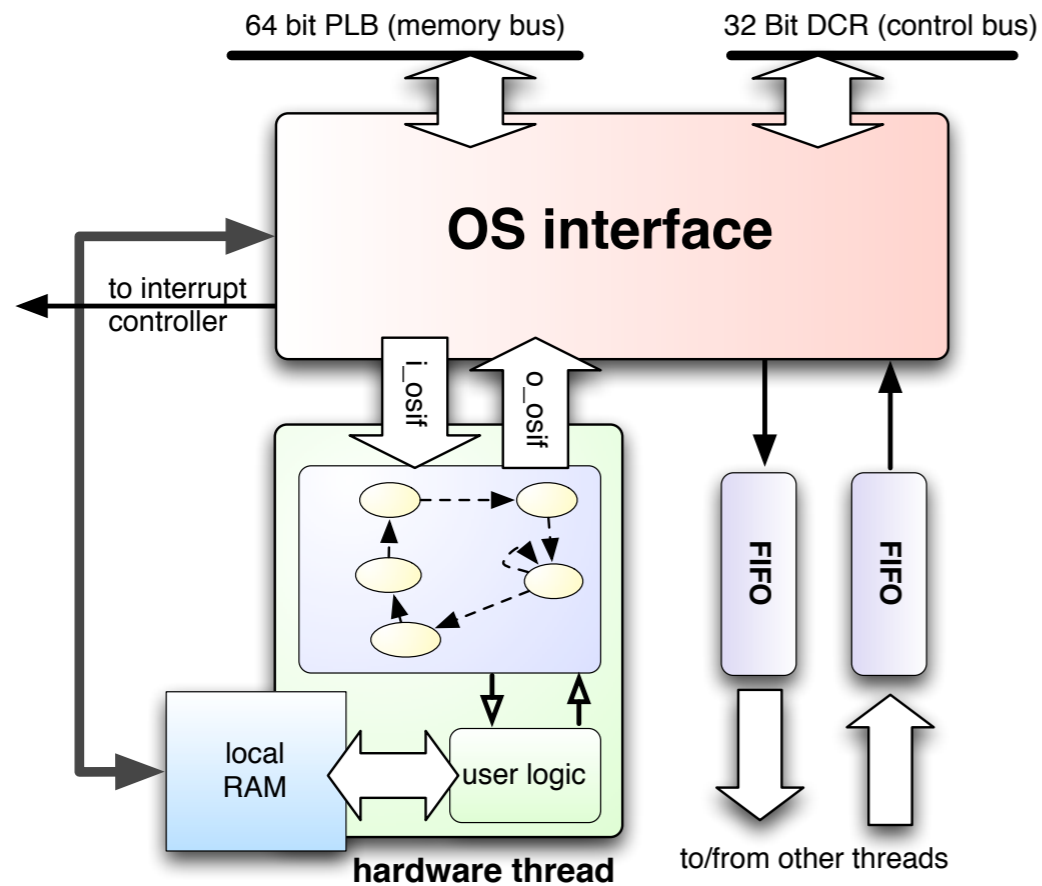 64 bit PLB (memory bus)
32 Bit DCR (control bus)
OS interface
to interrupt
controller
i_osif
o_osif
FIFO
FIFO
local
RAM
user logic
hardware thread
to/from other threads